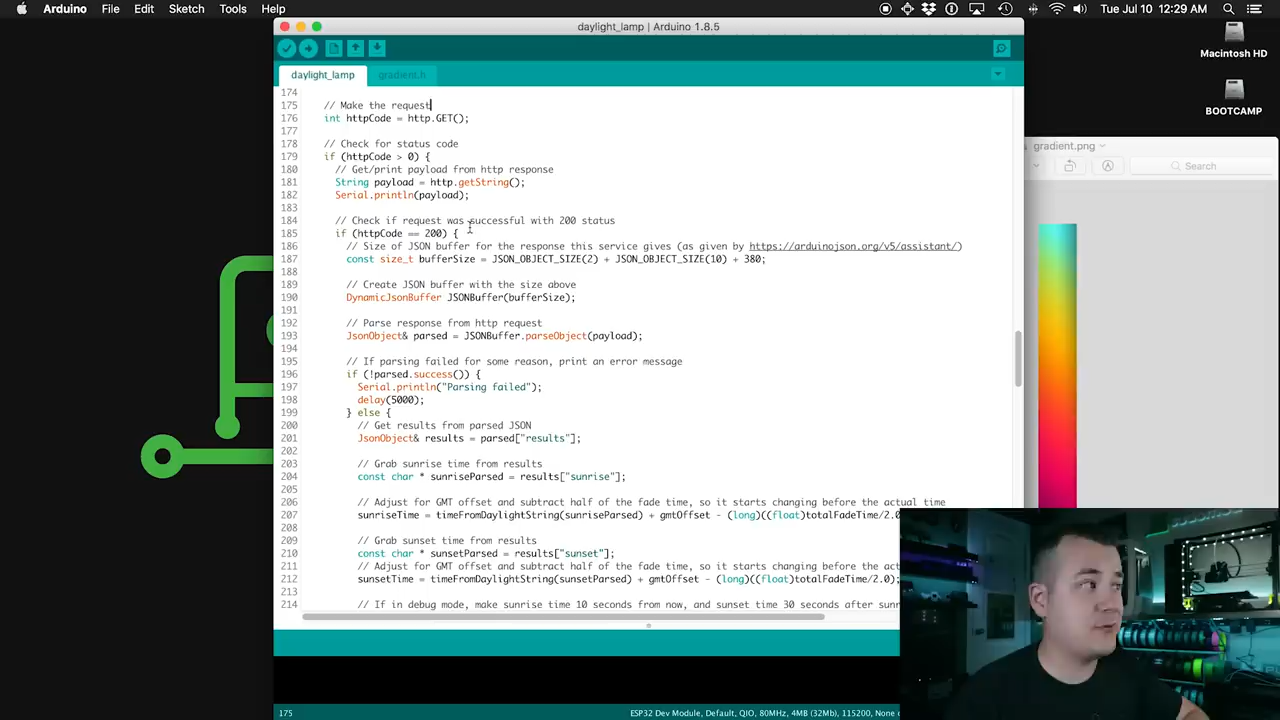 Arduino File Edit Sketch Tools Help
Tue Jul 10 12:29 AM
daylight_lamp | Arduino 1.8.5
daylight_lamp gradient.h
174
175 // Make the request
176 int httpCode = http.GET();
177
178 // Check for status code
179 if (httpCode > 0) {
180 // Get/print payload from http response
181 String payload = http.getString();
182 Serial.println(payload);
183
184 // Check if request was successful with 200 status
185 if (httpCode == 200) {
186 // Size of JSON buffer for the response this service gives (as given by https://arduinojson.org/v5/assistant/)
187 const size_t bufferSize = JSON_OBJECT_SIZE(2) + JSON_OBJECT_SIZE(10) + 380;
188
189 // Create JSON buffer with the size above
190 DynamicJsonBuffer JSONBuffer(bufferSize);
191
192 // Parse response from http request
193 JsonObject& parsed = JSONBuffer.parseObject(payload);
194
195 // If parsing failed for some reason, print an error message
196 if (!parsed.success()) {
197 Serial.println("Parsing failed");
198 delay(5000);
199 } else {
200 // Get results from parsed JSON
201 JsonObject& results = parsed["results"];
202
203 // Grab sunrise time from results
204 const char * sunriseParsed = results["sunrise"];
205
206 // Adjust for GMT offset and subtract half of the fade time, so it starts changing before the actual time
207 sunriseTime = timeFromDaylightString(sunriseParsed) + gmtOffset - (long)((float)totalFadeTime/2.0
208
209 // Grab sunset time from results
210 const char * sunsetParsed = results["sunset"];
211 // Adjust for GMT offset and subtract half of the fade time, so it starts changing before the a
212 sunsetTime = timeFromDaylightString(sunsetParsed) + gmtOffset - (long)((float)totalFadeTime/2.0);
213
214 // If in debug mode, make sunrise time 10 seconds from now, and sunset time 30 seconds after sunr
175
ESP32 Dev Module, Default, QIO, 80MHz, 4MB (32Mb), 115200, None o
Macintosh HD
BOOTCAMP
gradient.png
Search